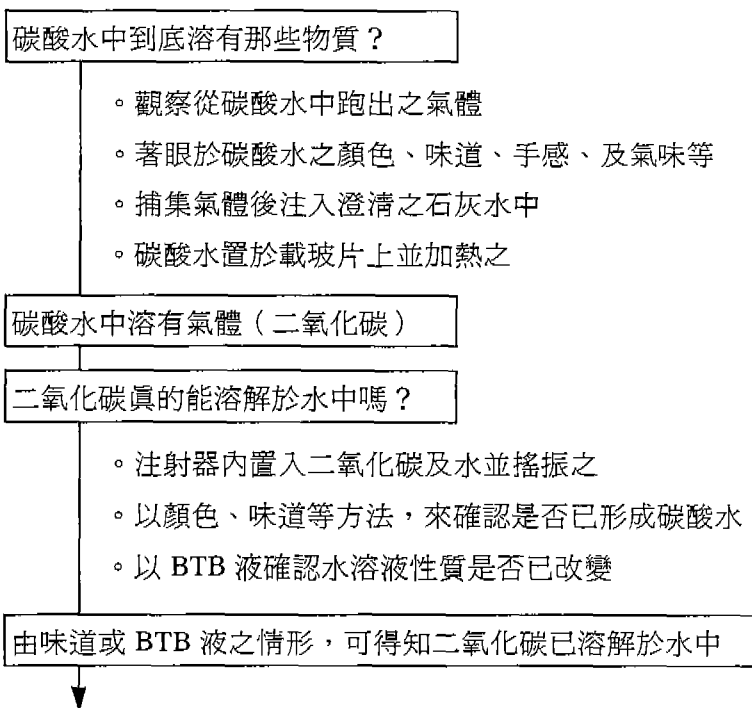 碳酸水中到底溶有那些物質？
。觀察從碳酸水中跑出之氣體
。著眼於碳酸水之顏色、味道、手感、及氣味等
。捕集氣體後注入澄清之石灰水中
。碳酸水置於載玻片上並加熱之
碳酸水中溶有氣體（二氧化碳）
二氧化碳眞的能溶解於水中嗎？
。注射器內置入二氧化碳及水並搖振之
。以顏色、味道等方法，來確認是否已形成碳酸水
。以 BTB 液確認水溶液性質是否已改變
由味道或 BTB 液之情形，可得知二氧化碳已溶解於水中